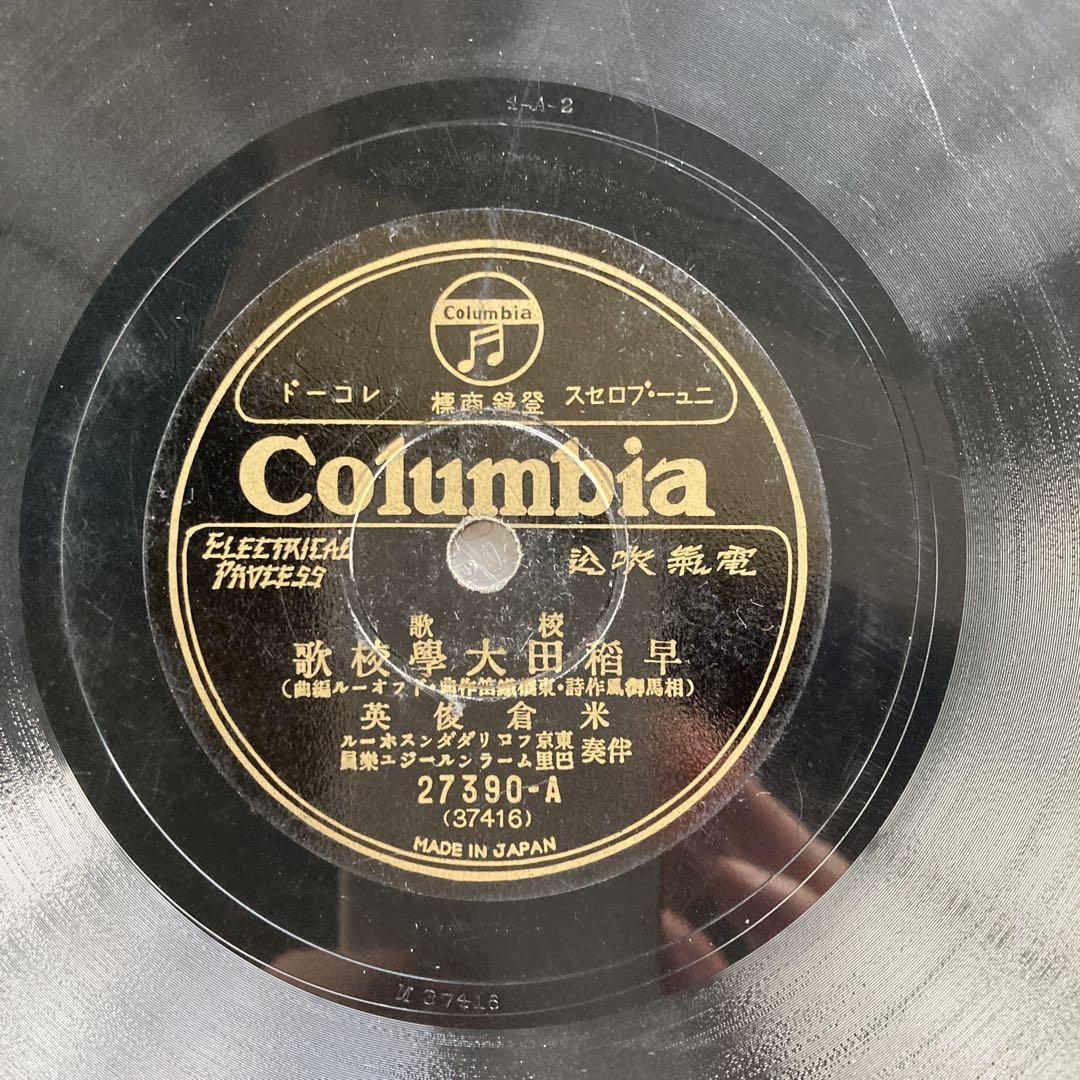 1-A-2
Columbia
ニュー・プロセス 登録商標 レコード
Columbia
ELECTRICAL
PROCESS
電氣吹込
校歌
早稲田大學校歌
(相馬御風作詩・東儀鐵笛作曲・ドフオール編曲)
米倉俊英
伴奏
東京フロリダダンスホール
巴里ムーランルージュ樂員
27390-A
(37416)
MADE IN JAPAN
M 37416